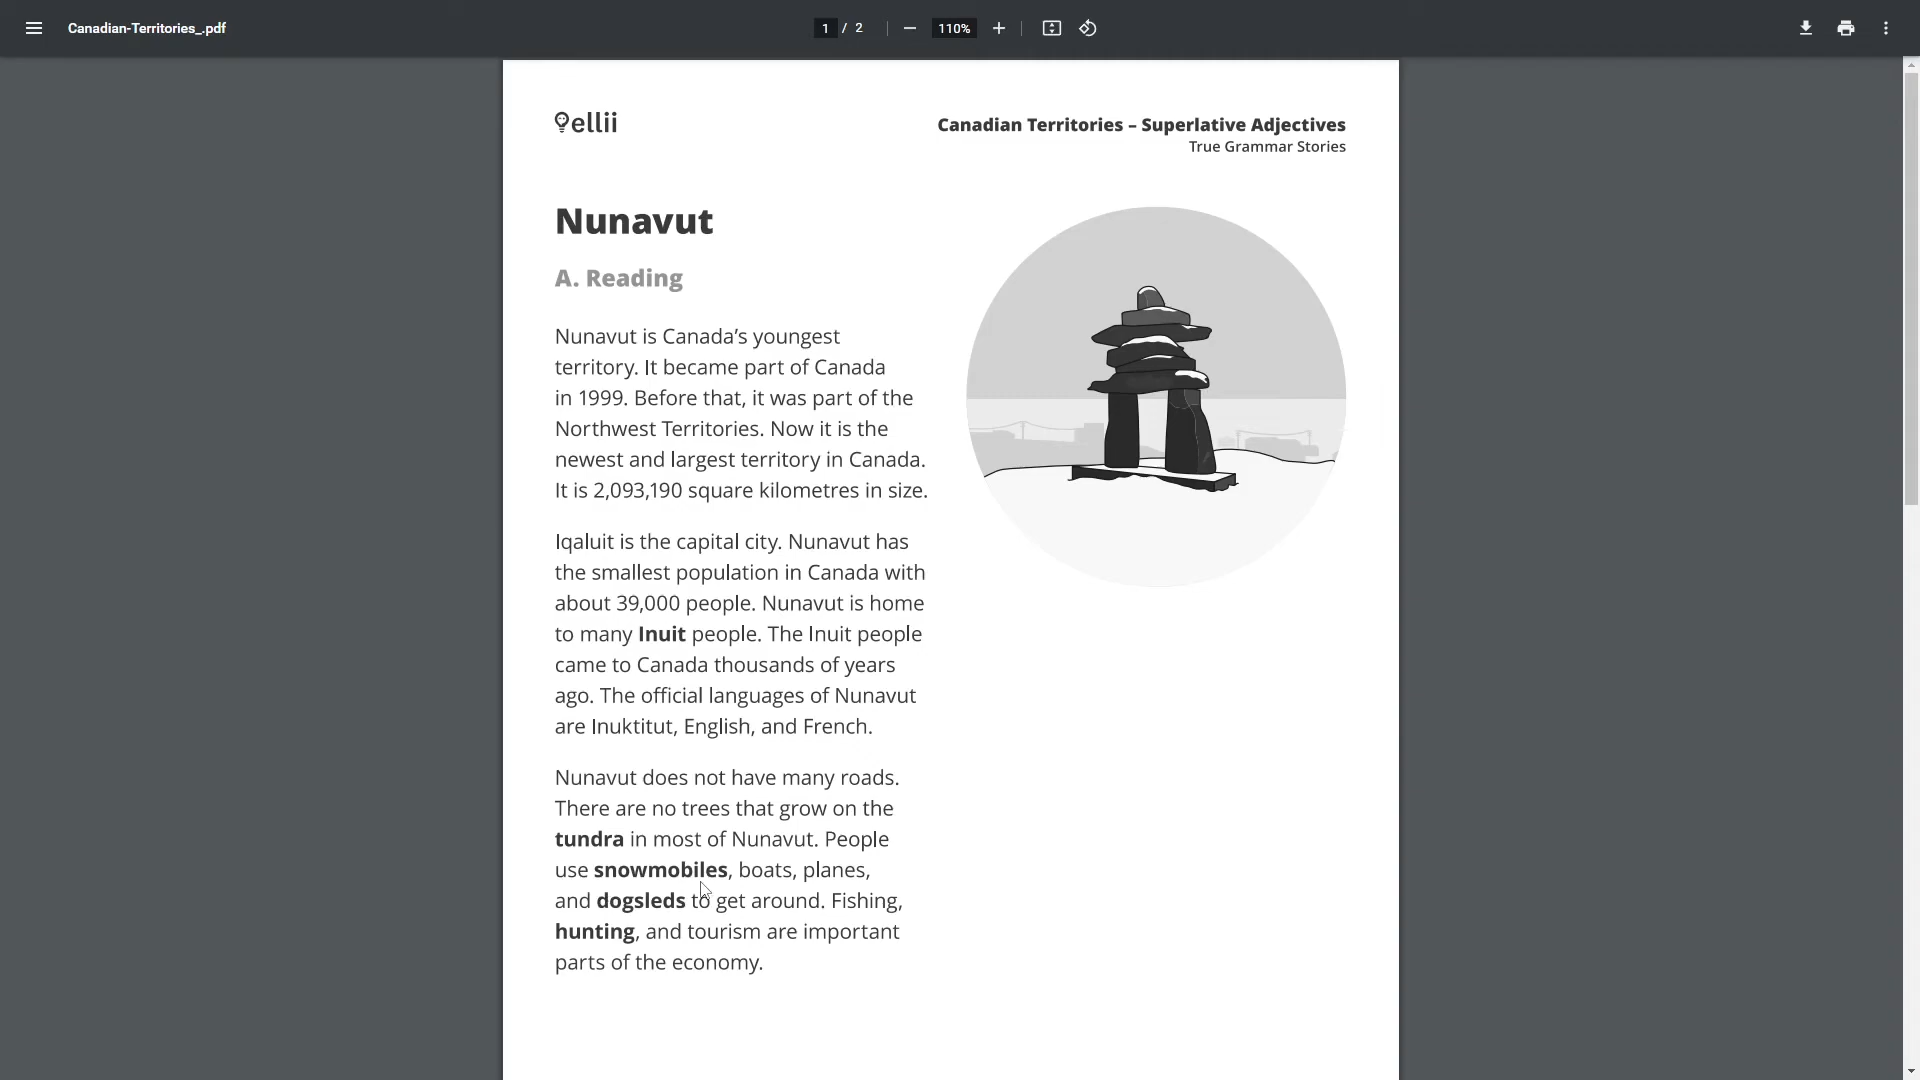 Canadian-Territories_.pdf
1 / 2
110%
ellii
Canadian Territories – Superlative Adjectives
True Grammar Stories
Nunavut
A. Reading
Nunavut is Canada’s youngest
territory. It became part of Canada
in 1999. Before that, it was part of the
Northwest Territories. Now it is the
newest and largest territory in Canada.
It is 2,093,190 square kilometres in size.
Iqaluit is the capital city. Nunavut has
the smallest population in Canada with
about 39,000 people. Nunavut is home
to many Inuit people. The Inuit people
came to Canada thousands of years
ago. The official languages of Nunavut
are Inuktitut, English, and French.
Nunavut does not have many roads.
There are no trees that grow on the
tundra in most of Nunavut. People
use snowmobiles, boats, planes,
and dogsleds to get around. Fishing,
hunting, and tourism are important
parts of the economy.